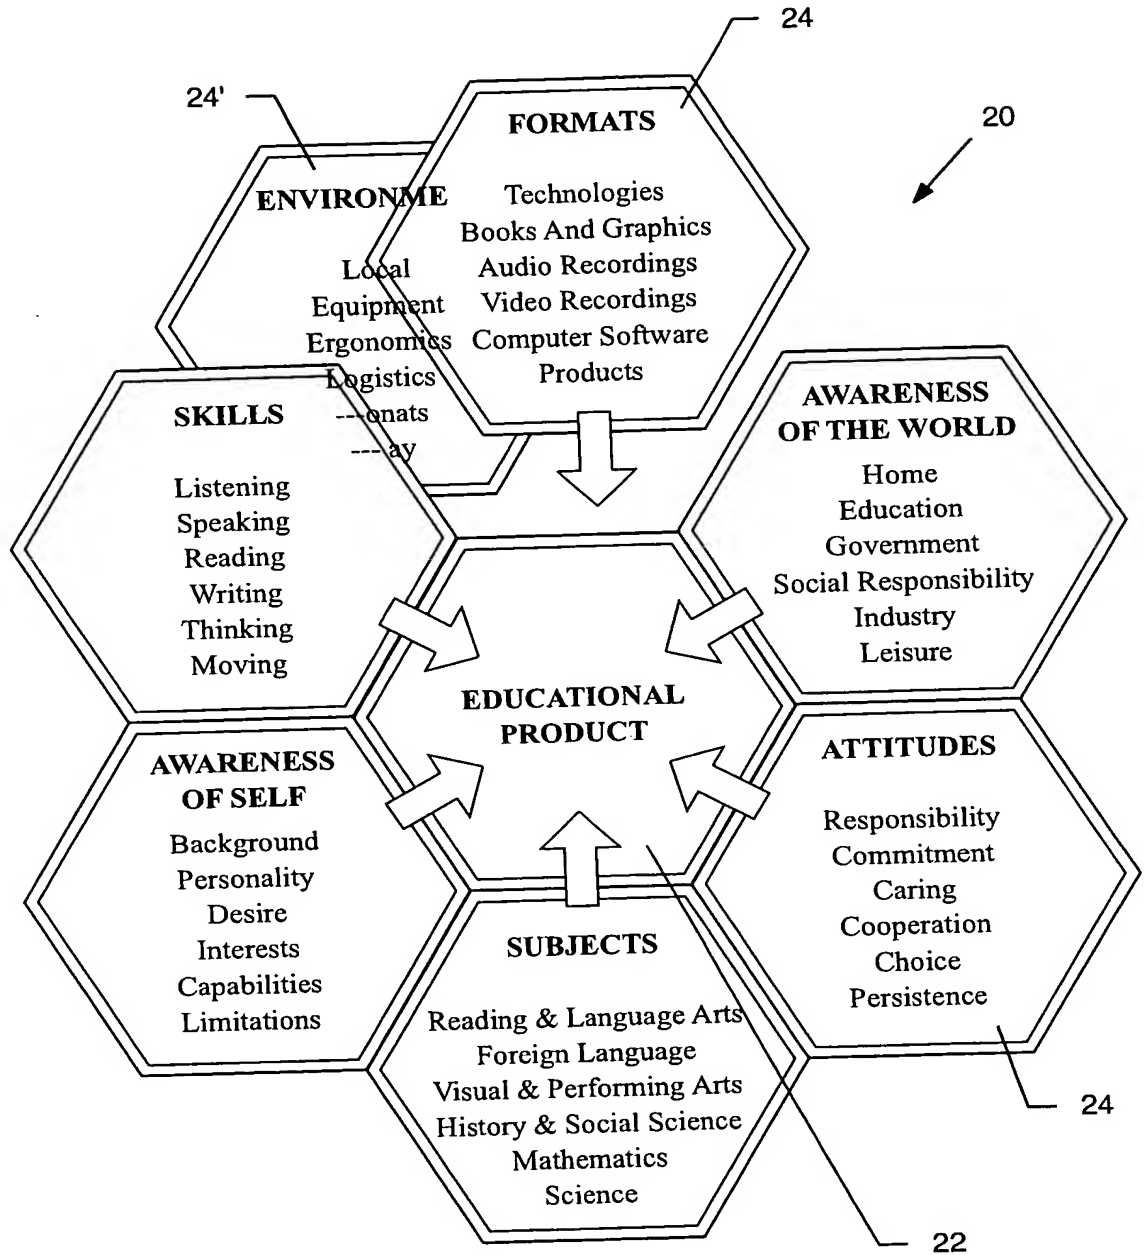 24
24'
20
FORMATS
Technologies
Books And Graphics
Audio Recordings
Video Recordings
Computer Software
Products
ENVIRONME
Local
Equipment
Ergonomics
Logistics
---onats
--- ay
SKILLS
Listening
Speaking
Reading
Writing
Thinking
Moving
AWARENESS
OF THE WORLD
Home
Education
Government
Social Responsibility
Industry
Leisure
EDUCATIONAL
PRODUCT
AWARENESS
OF SELF
Background
Personality
Desire
Interests
Capabilities
Limitations
ATTITUDES
Responsibility
Commitment
Caring
Cooperation
Choice
Persistence
SUBJECTS
Reading & Language Arts
Foreign Language
Visual & Performing Arts
History & Social Science
Mathematics
Science
24
22